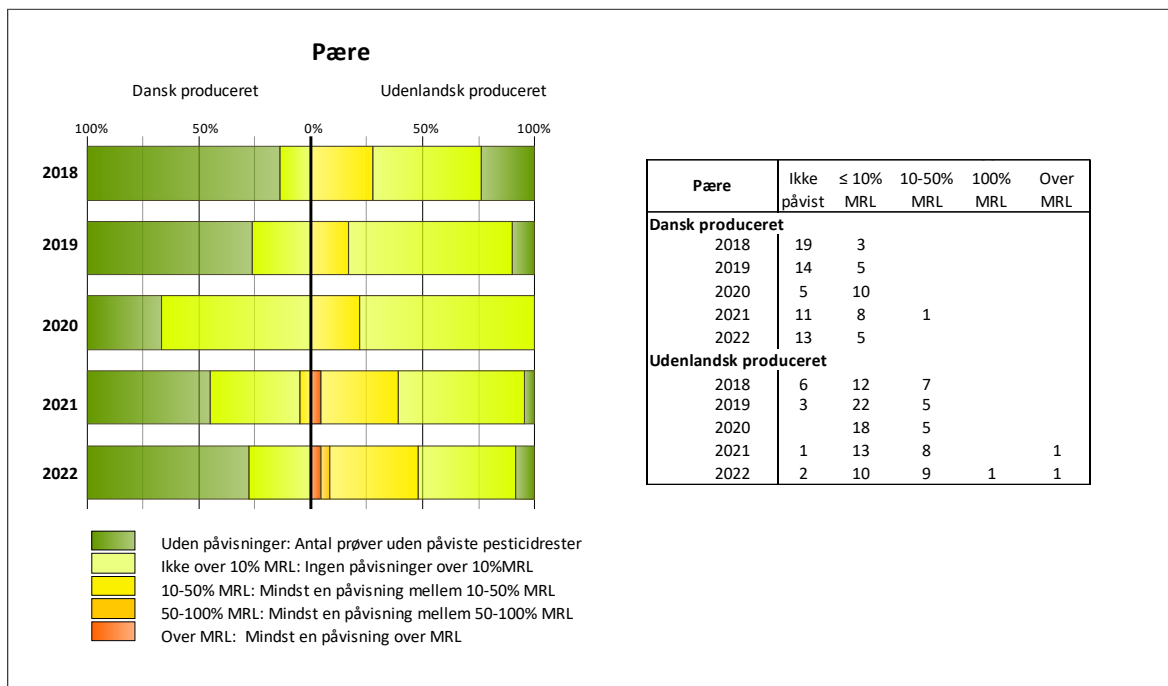 Pære
Dansk produceret Udenlandsk produceret
100% 50% 0% 50% 100%
2018
2019
2020
2021
2022
Uden påvisninger: Antal prøver uden påviste pesticidrester
Ikke over 10% MRL: Ingen påvisninger over 10%MRL
10-50% MRL: Mindst en påvisning mellem 10-50% MRL
50-100% MRL: Mindst en påvisning mellem 50-100% MRL
Over MRL: Mindst en påvisning over MRL
Pære Ikke påvist ≤ 10% MRL 10-50% MRL 100% MRL Over MRL
Dansk produceret
2018 19 3
2019 14 5
2020 5 10
2021 11 8 1
2022 13 5
Udenlandsk produceret
2018 6 12 7
2019 3 22 5
2020 18 5
2021 1 13 8 1
2022 2 10 9 1 1